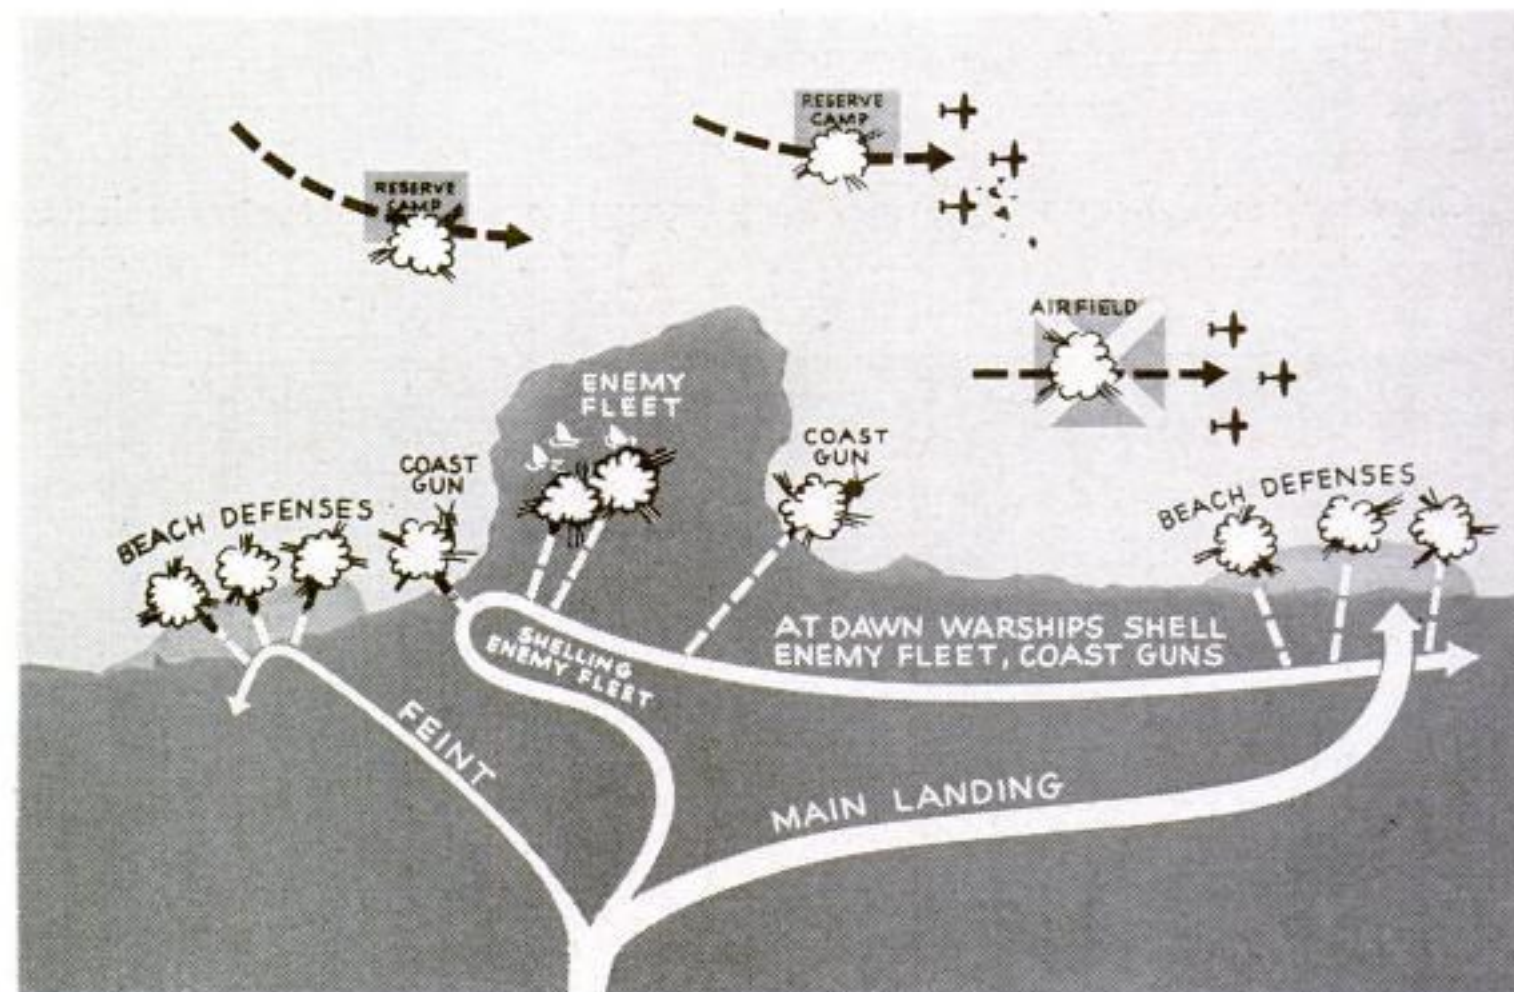 RESERVE
CAMP
RESERVE
CAMP
AIRFIELD
ENEMY
FLEET
COAST
GUN
COAST
GUN
BEACH DEFENSES
BEACH DEFENSES
AT DAWN WARSHIPS SHELL
ENEMY FLEET, COAST GUNS
SHELLING
ENEMY FLEET
FEINT
MAIN LANDING